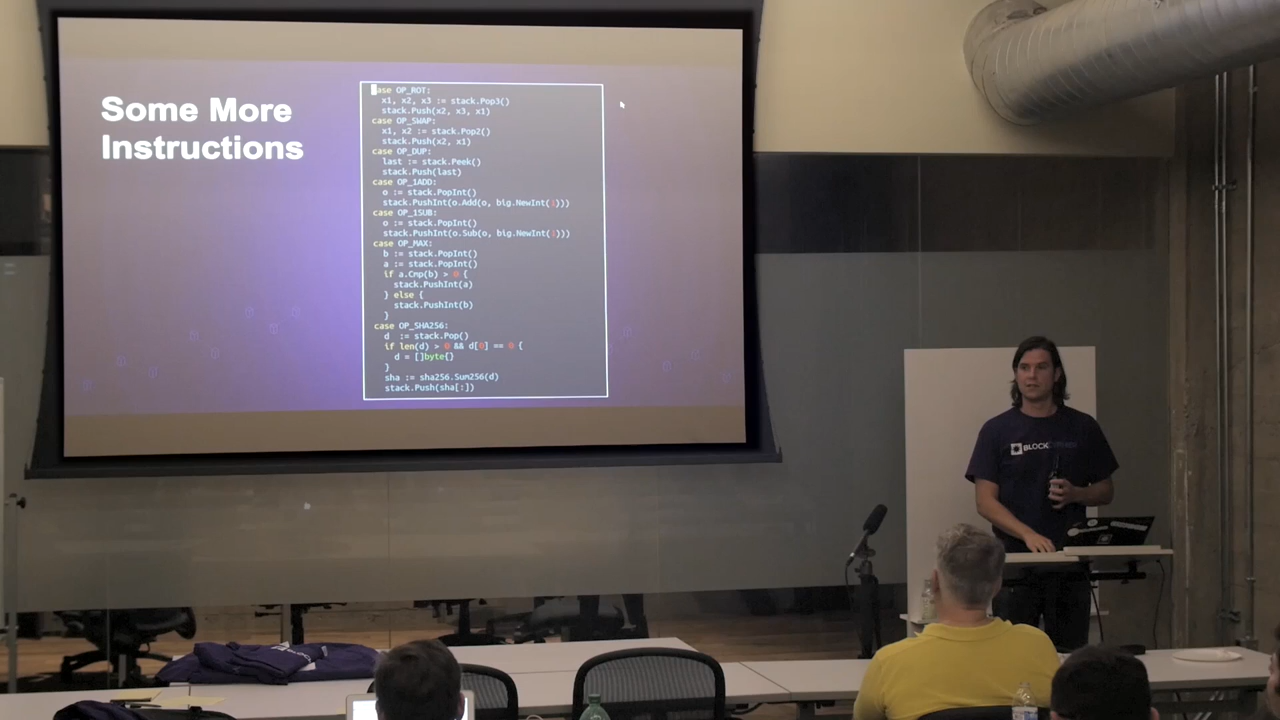 Some More
Instructions
case OP_ROT:
x1, x2, x3 := stack.Pop3()
stack.Push(x2, x3, x1)
case OP_SWAP:
x1, x2 := stack.Pop2()
stack.Push(x2, x1)
case OP_DUP:
last := stack.Peek()
stack.Push(last)
case OP_1ADD:
o := stack.PopInt()
stack.PushInt(o.Add(o, big.NewInt(1)))
case OP_1SUB:
o := stack.PopInt()
stack.PushInt(o.Sub(o, big.NewInt(1)))
case OP_MAX:
b := stack.PopInt()
a := stack.PopInt()
if a.Cmp(b) > 0 {
stack.PushInt(a)
} else {
stack.PushInt(b)
}
case OP_SHA256:
d := stack.Pop()
if len(d) > 0 && d[0] == 0 {
d = []byte{}
}
sha := sha256.Sum256(d)
stack.Push(sha[:])
BLOCK